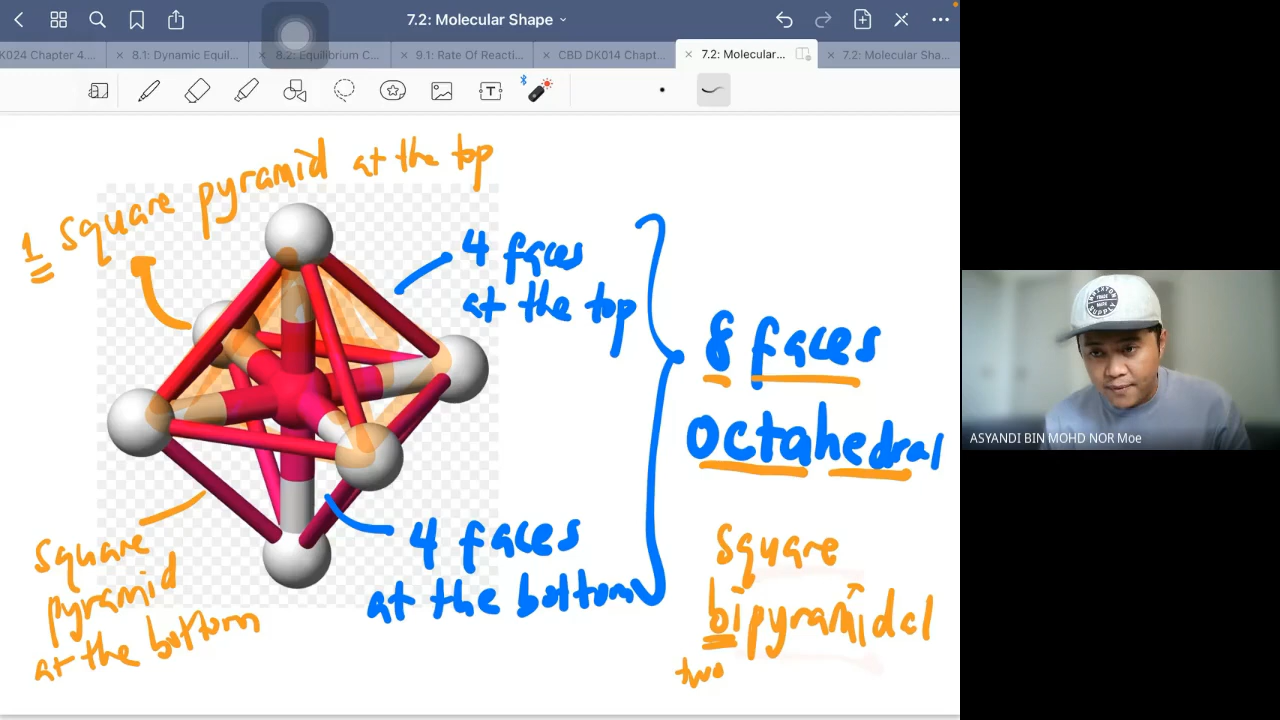 7.2: Molecular Shape
K024 Chapter 4....
8.1: Dynamic Equil...
8.2: Equilibrium C...
9.1: Rate Of Reacti...
CBD DK014 Chapt...
7.2: Molecular...
7.2: Molecular Sha...
1 square pyramid at the top
4 faces
at the top
8 faces
octahedral
square
pyramid
at the bottom
4 faces
at the bottom
square
bipyramidal
two
ASYANDI BIN MOHD NOR Moe